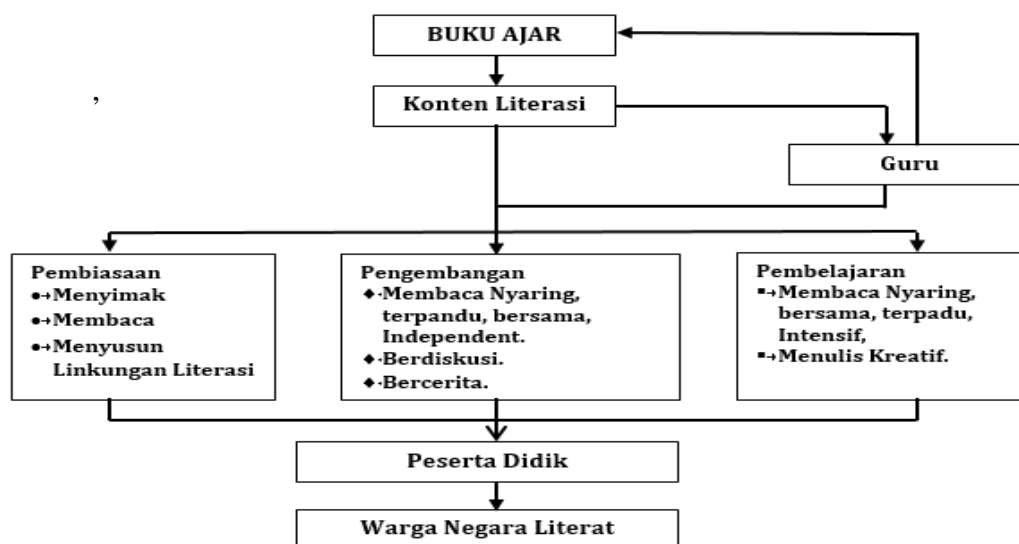 BUKU AJAR
,
Konten Literasi
Guru
Pembiasaan
●→Menyimak
●→Membaca
●→Menyusun
Linkungan Literasi
Pengembangan
◆·Membaca Nyaring,
terpandu, bersama,
Independent.
◆·Berdiskusi.
◆·Bercerita.
Pembelajaran
▪→Membaca Nyaring,
bersama, terpadu,
Intensif,
▪→Menulis Kreatif.
Peserta Didik
Warga Negara Literat